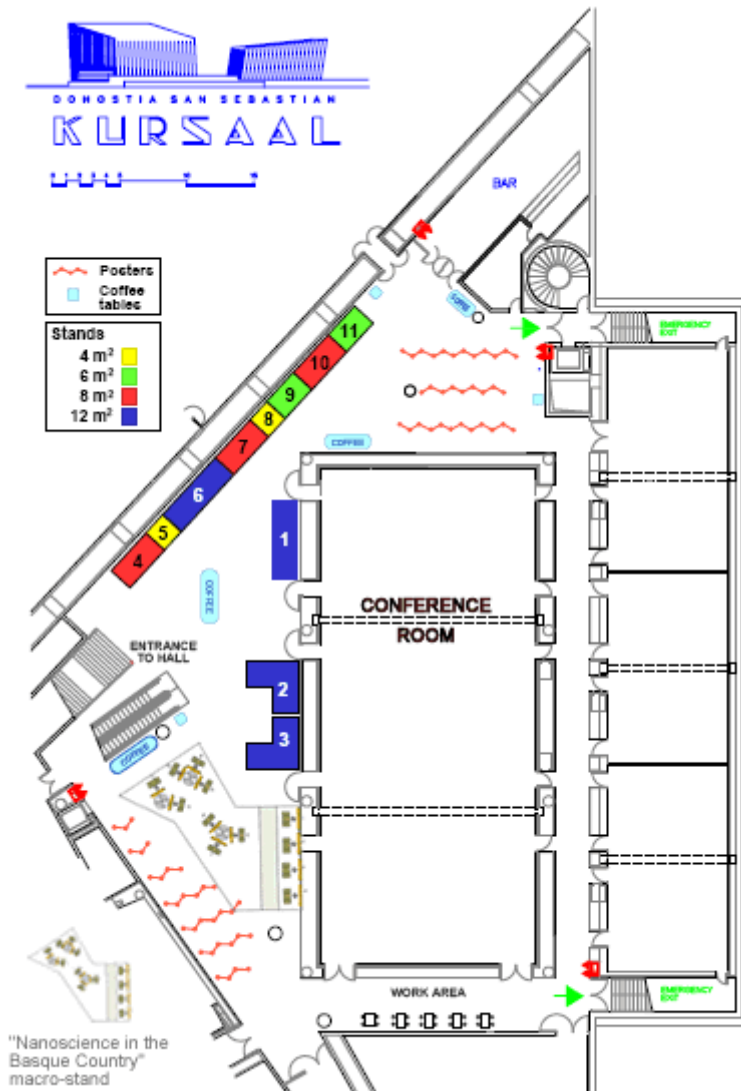 DONOSTIA SAN SEBASTIAN
KURSAAL
BAR
Posters
Coffee
tables
Stands
4 m²
6 m²
8 m²
12 m²
EMERGENCY
EXIT
11
10
9
8
7
6
5
4
COFFEE
1
COFFEE
CONFERENCE
ROOM
ENTRANCE
TO HALL
2
3
COFFEE
WORK AREA
EMERGENCY
EXIT
"Nanoscience in the
Basque Country"
macro-stand